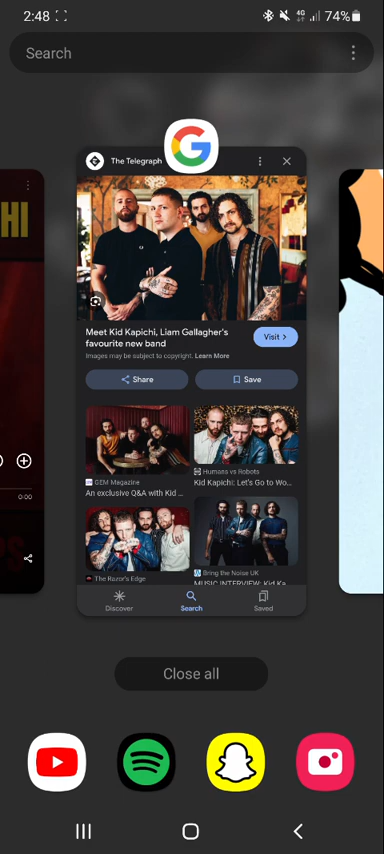 2:48
4G
74%
Search
HI
The Telegraph
Meet Kid Kapichi, Liam Gallagher's
favourite new band
Images may be subject to copyright. Learn More
Visit
Share
Save
0:00
GEM Magazine
An exclusive Q&A with Kid ...
Humans vs Robots
Kid Kapichi: Let's Go to Wo...
The Razor's Edge
Bring the Noise UK
MUSIC INTERVIEW: Kid Ka...
Discover
Search
Saved
Close all